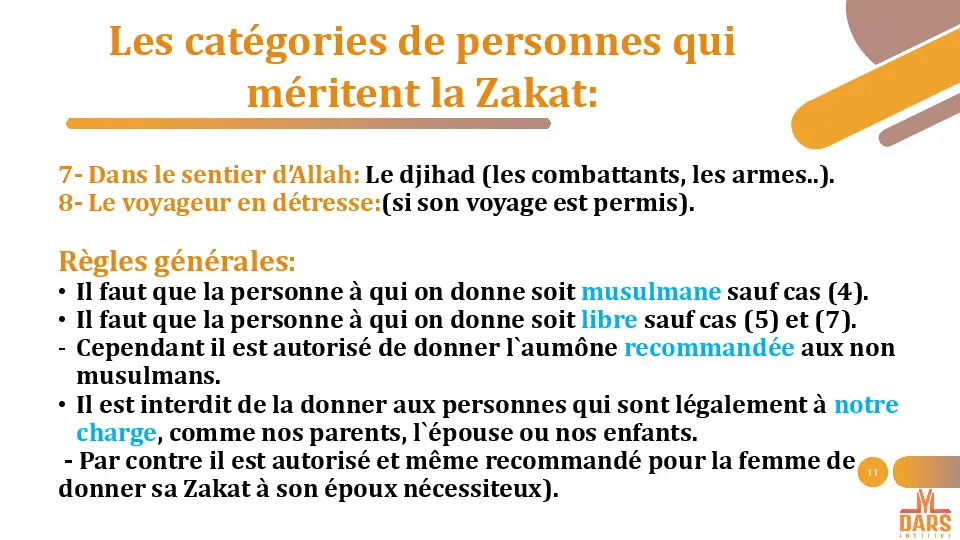 Les catégories de personnes qui
méritent la Zakat:
7- Dans le sentier d’Allah: Le djihad (les combattants, les armes..).
8- Le voyageur en détresse:(si son voyage est permis).
Règles générales:
• Il faut que la personne à qui on donne soit musulmane sauf cas (4).
• Il faut que la personne à qui on donne soit libre sauf cas (5) et (7).
- Cependant il est autorisé de donner l`aumône recommandée aux non
musulmans.
• Il est interdit de la donner aux personnes qui sont légalement à notre
charge, comme nos parents, l`épouse ou nos enfants.
- Par contre il est autorisé et même recommandé pour la femme de
donner sa Zakat à son époux nécessiteux).
11
DARS
INSTITUT